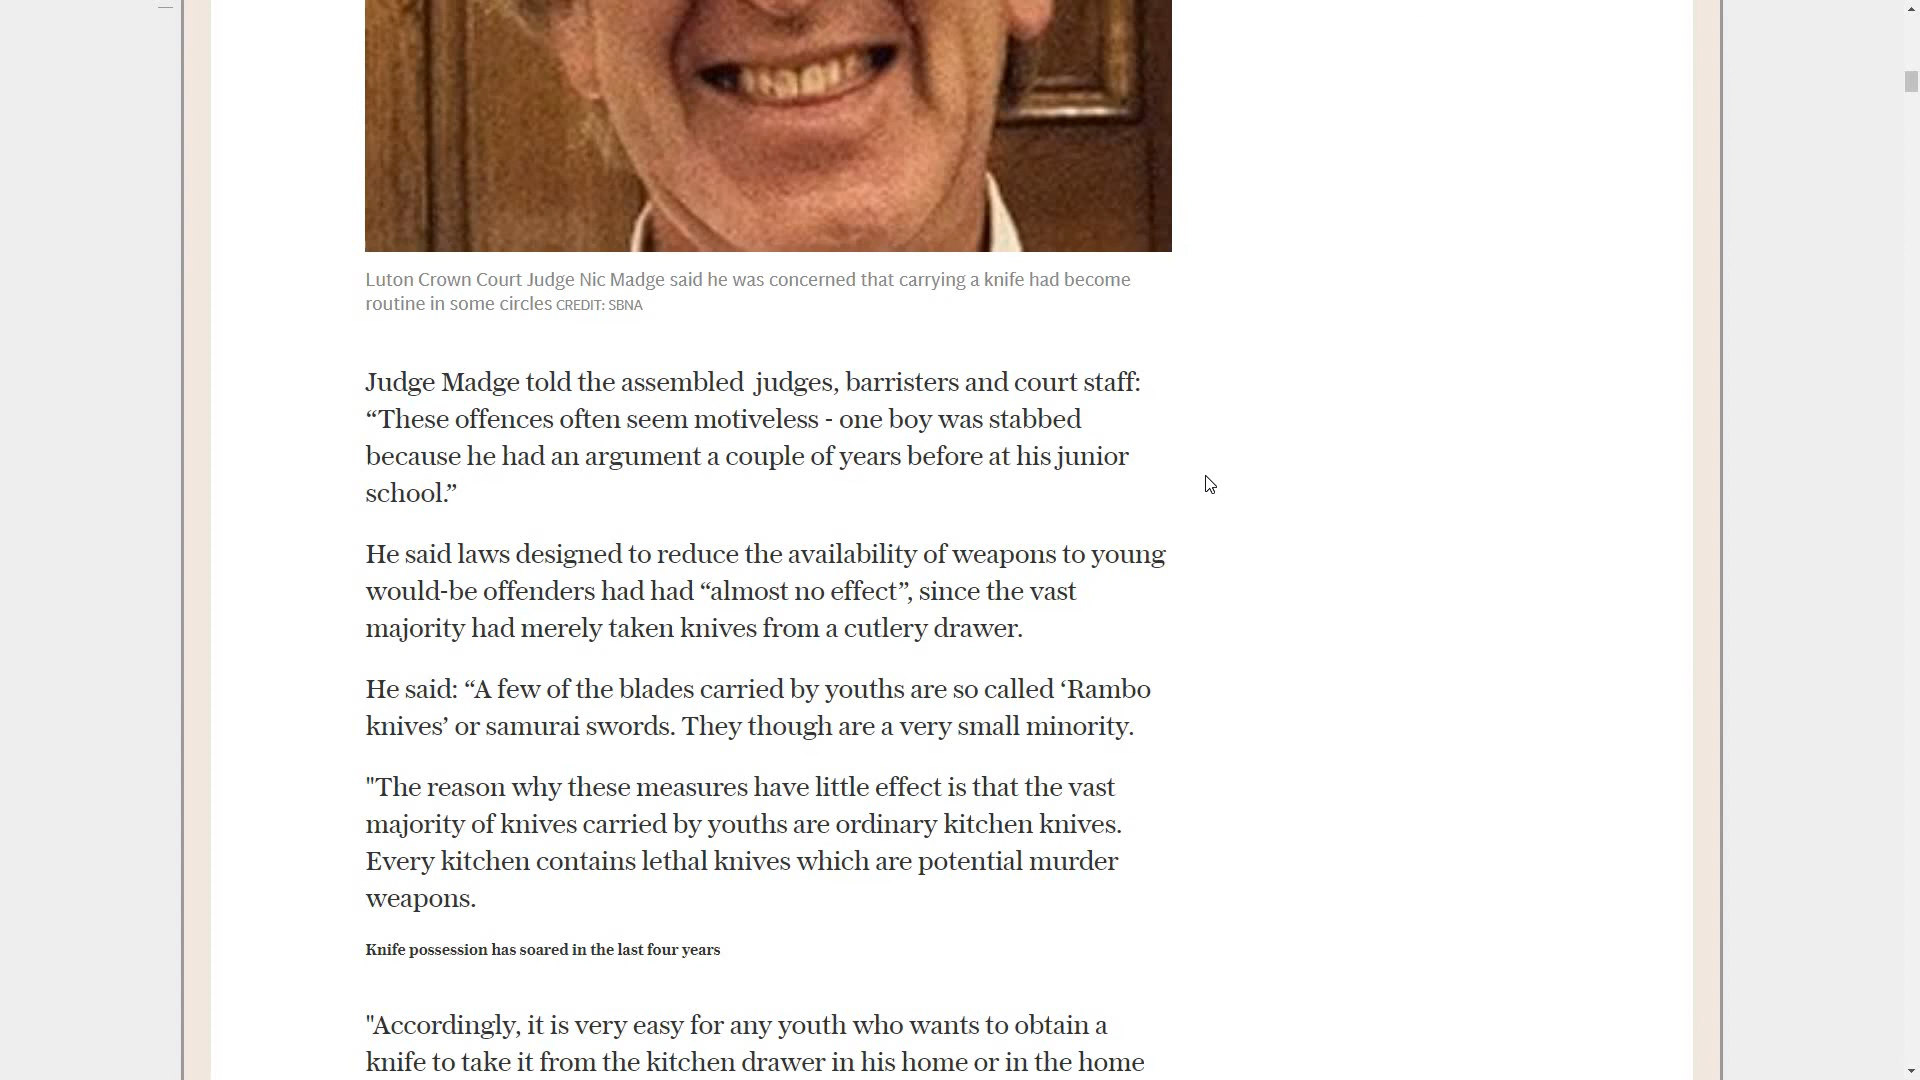 Luton Crown Court Judge Nic Madge said he was concerned that carrying a knife had become
routine in some circles CREDIT: SBNA
Judge Madge told the assembled  judges, barristers and court staff:
“These offences often seem motiveless - one boy was stabbed
because he had an argument a couple of years before at his junior
school.”
He said laws designed to reduce the availability of weapons to young
would-be offenders had had “almost no effect”, since the vast
majority had merely taken knives from a cutlery drawer.
He said: “A few of the blades carried by youths are so called ‘Rambo
knives’ or samurai swords. They though are a very small minority.
"The reason why these measures have little effect is that the vast
majority of knives carried by youths are ordinary kitchen knives.
Every kitchen contains lethal knives which are potential murder
weapons.
Knife possession has soared in the last four years
"Accordingly, it is very easy for any youth who wants to obtain a
knife to take it from the kitchen drawer in his home or in the home